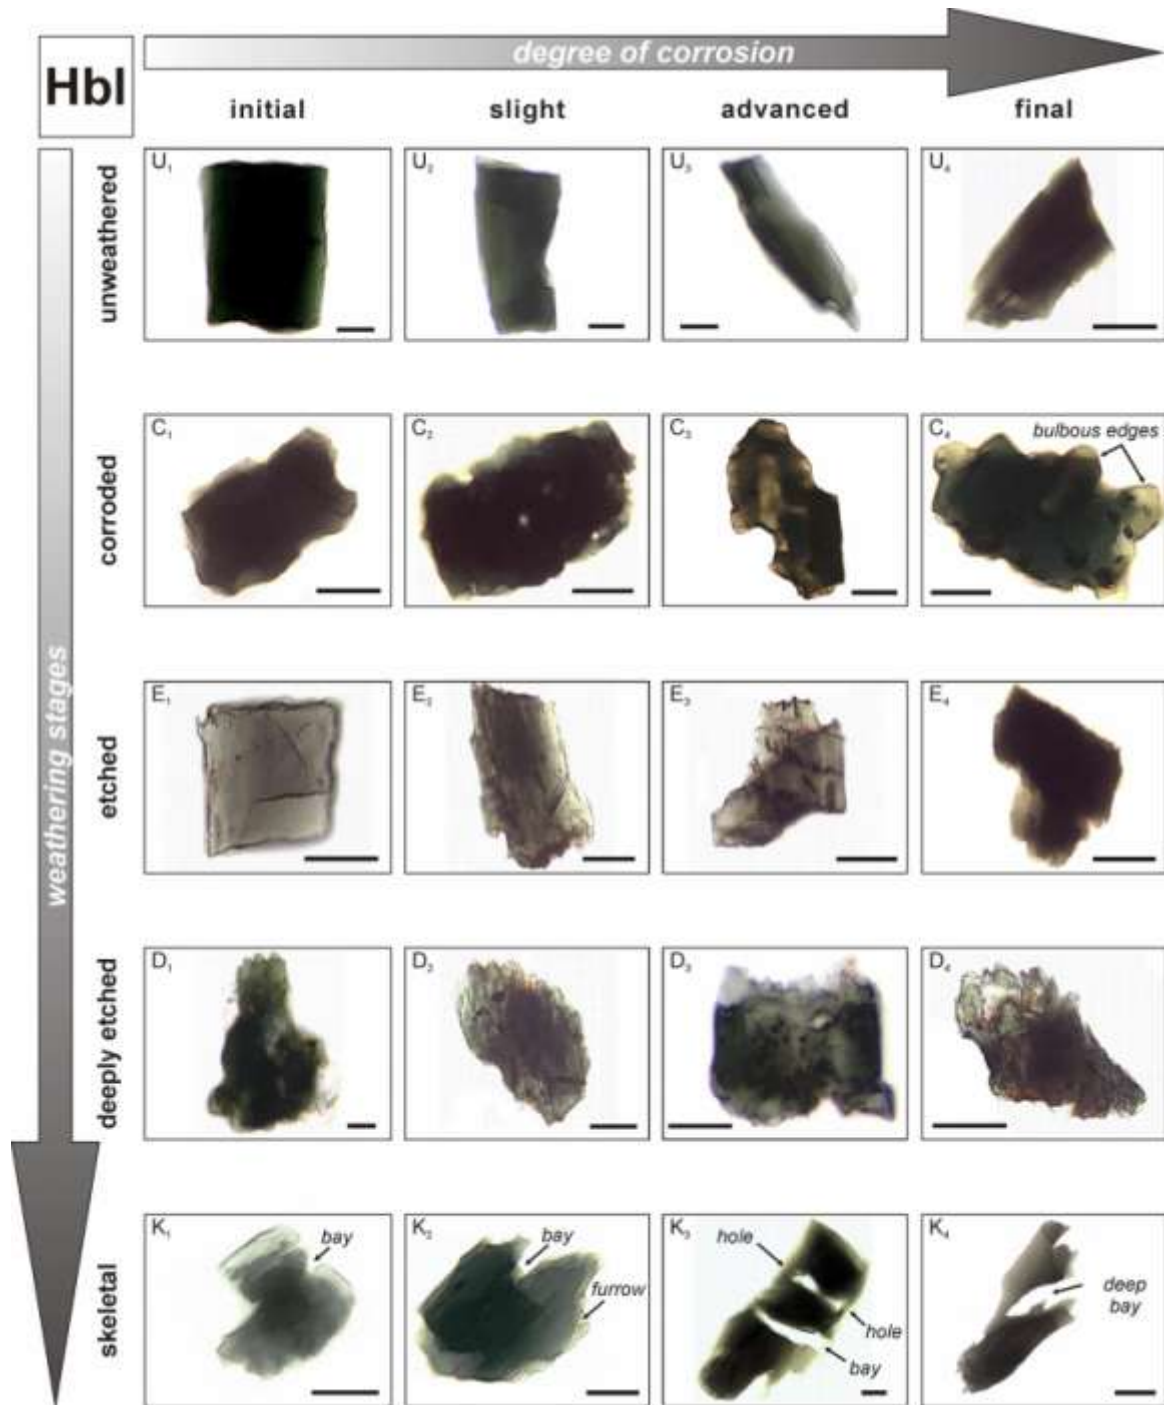 degree of corrosion
Hbl
initial slight advanced final
weathering stages
unweathered
U₁ U₂ U₃ U₄
corroded
C₁ C₂ C₃ C₄
bulbous edges
etched
E₁ E₂ E₃ E₄
deeply etched
D₁ D₂ D₃ D₄
skeletal
K₁ K₂ K₃ K₄
bay
bay
furrow
hole
hole
bay
deep
bay